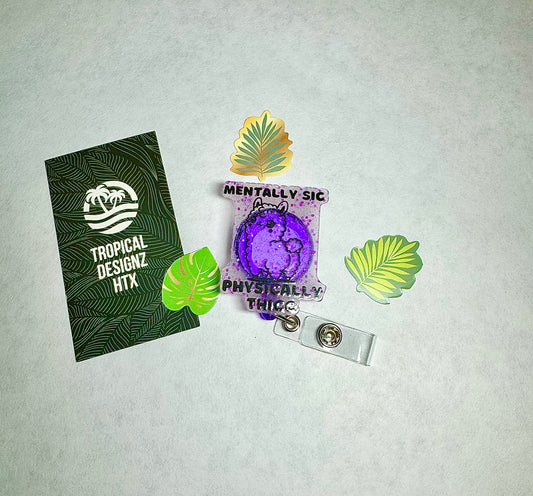 TROPICAL
DESIGNZ
HTX
MENTALLY SIC
PHYSICALLY
THICC